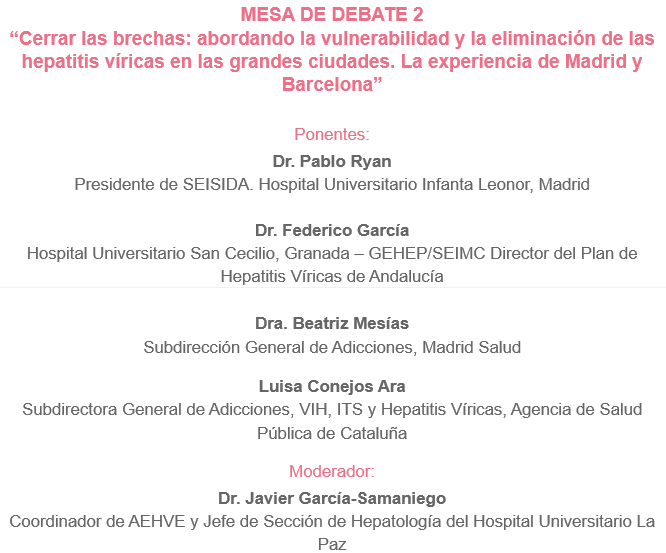 MESA DE DEBATE 2
“Cerrar las brechas: abordando la vulnerabilidad y la eliminación de las
hepatitis víricas en las grandes ciudades. La experiencia de Madrid y
Barcelona”
Ponentes:
Dr. Pablo Ryan
Presidente de SEISIDA. Hospital Universitario Infanta Leonor, Madrid
Dr. Federico García
Hospital Universitario San Cecilio, Granada – GEHEP/SEIMC Director del Plan de
Hepatitis Víricas de Andalucía
Dra. Beatriz Mesías
Subdirección General de Adicciones, Madrid Salud
Luisa Conejos Ara
Subdirectora General de Adicciones, VIH, ITS y Hepatitis Víricas, Agencia de Salud
Pública de Cataluña
Moderador:
Dr. Javier García-Samaniego
Coordinador de AEHVE y Jefe de Sección de Hepatología del Hospital Universitario La
Paz